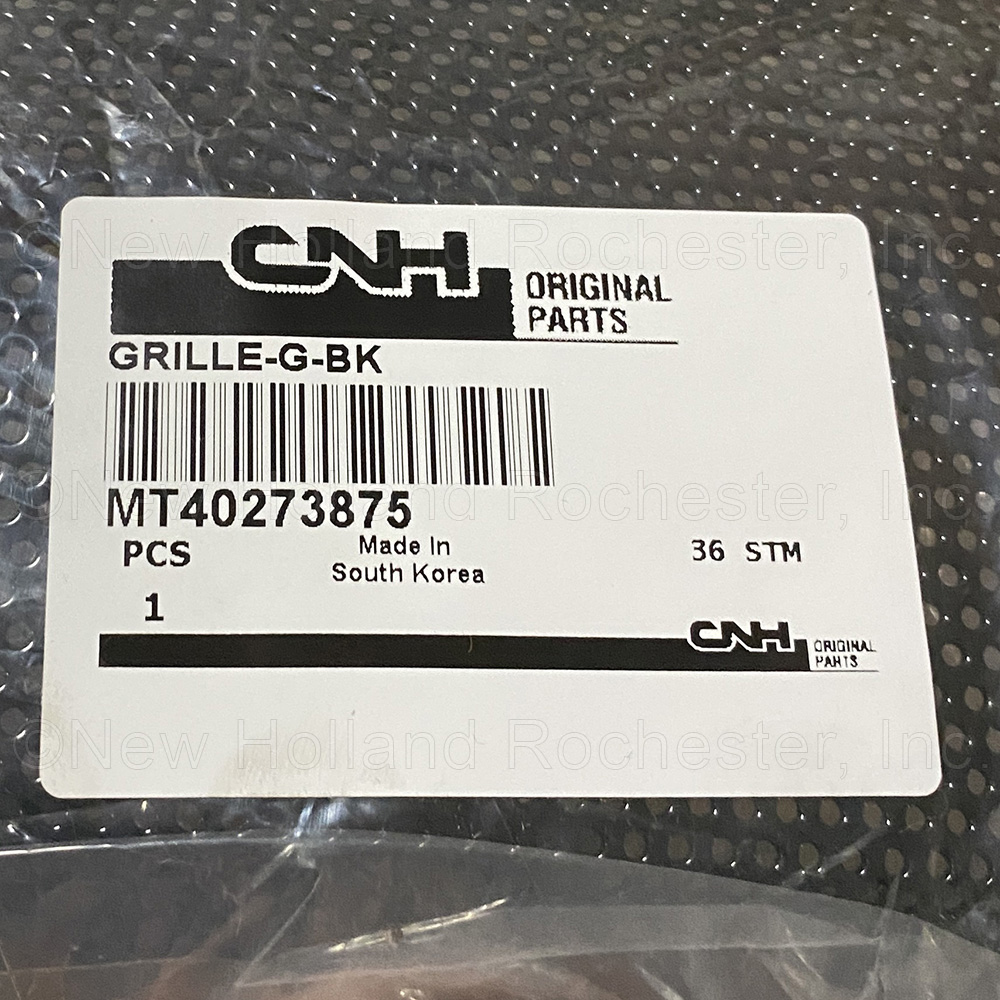 ©New Holland Rochester, Inc
CNH
ORIGINAL
PARTS
GRILLE-G-BK
©New Holland Rochester, Inc
MT40273875
PCS
Made In
South Korea
36 STM
1
CNH
ORIGINAL
PARTS
©New Holland Rochester, Inc